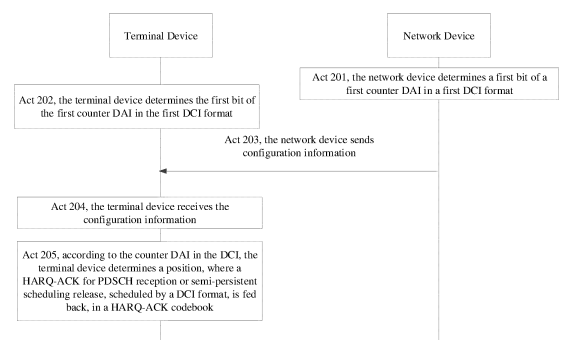 Terminal Device
Network Device
Act 201, the network device determines a first bit of a
first counter DAI in a first DCI format
Act 202, the terminal device determines the first bit of
the first counter DAI in the first DCI format
Act 203, the network device sends
configuration information
Act 204, the terminal device receives the
configuration information
Act 205, according to the counter DAI in the DCI, the
terminal device determines a position, where a
HARQ-ACK for PDSCH reception or semi-persistent
scheduling release, scheduled by a DCI format, is fed
back, in a HARQ-ACK codebook